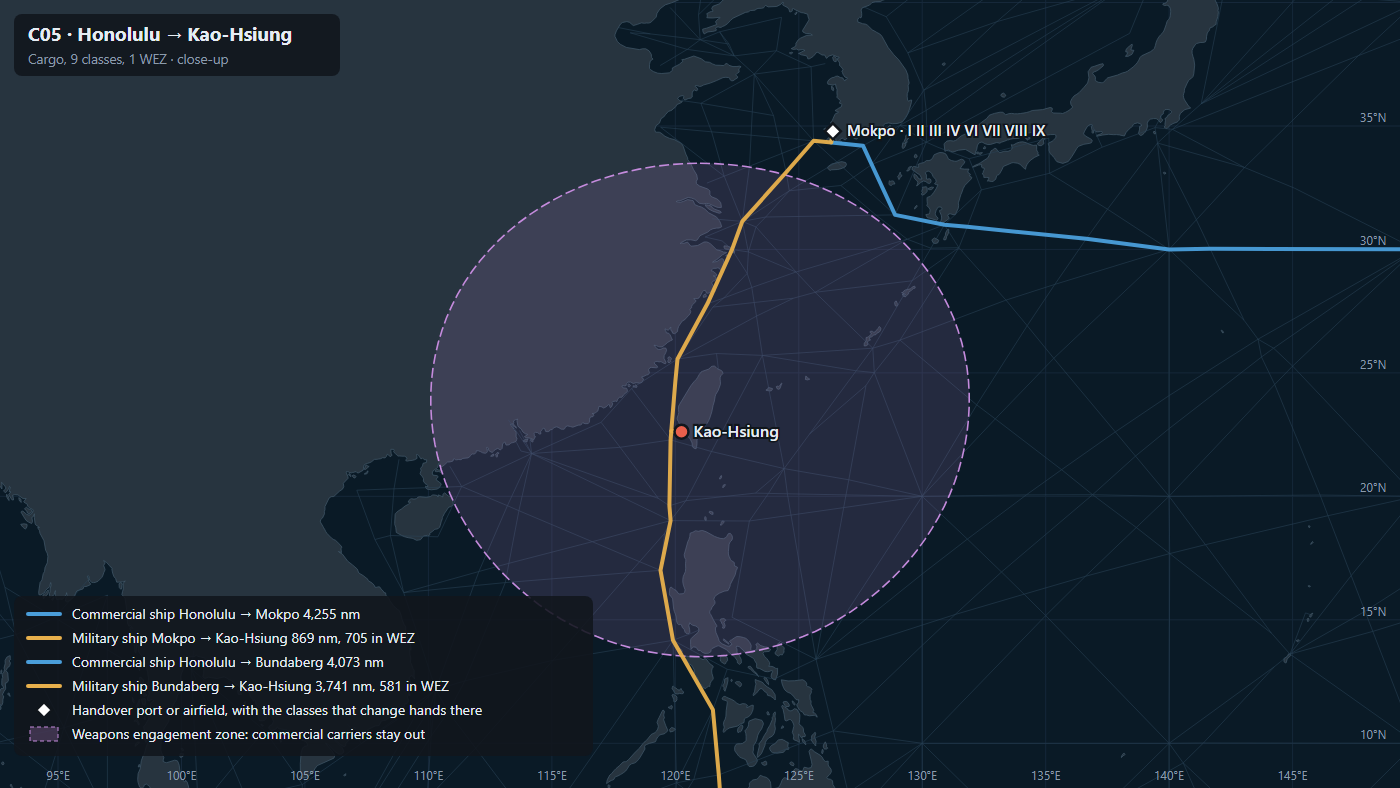 C05 · Honolulu → Kao-Hsiung
Cargo, 9 classes, 1 WEZ · close-up
35°N
Mokpo · I II III IV VI VII VIII IX
30°N
25°N
Kao-Hsiung
20°N
15°N
Commercial ship Honolulu → Mokpo 4,255 nm
Military ship Mokpo → Kao-Hsiung 869 nm, 705 in WEZ
Commercial ship Honolulu → Bundaberg 4,073 nm
Military ship Bundaberg → Kao-Hsiung 3,741 nm, 581 in WEZ
Handover port or airfield, with the classes that change hands there
Weapons engagement zone: commercial carriers stay out
10°N
95°E 100°E 105°E 110°E 115°E 120°E 125°E 130°E 135°E 140°E 145°E